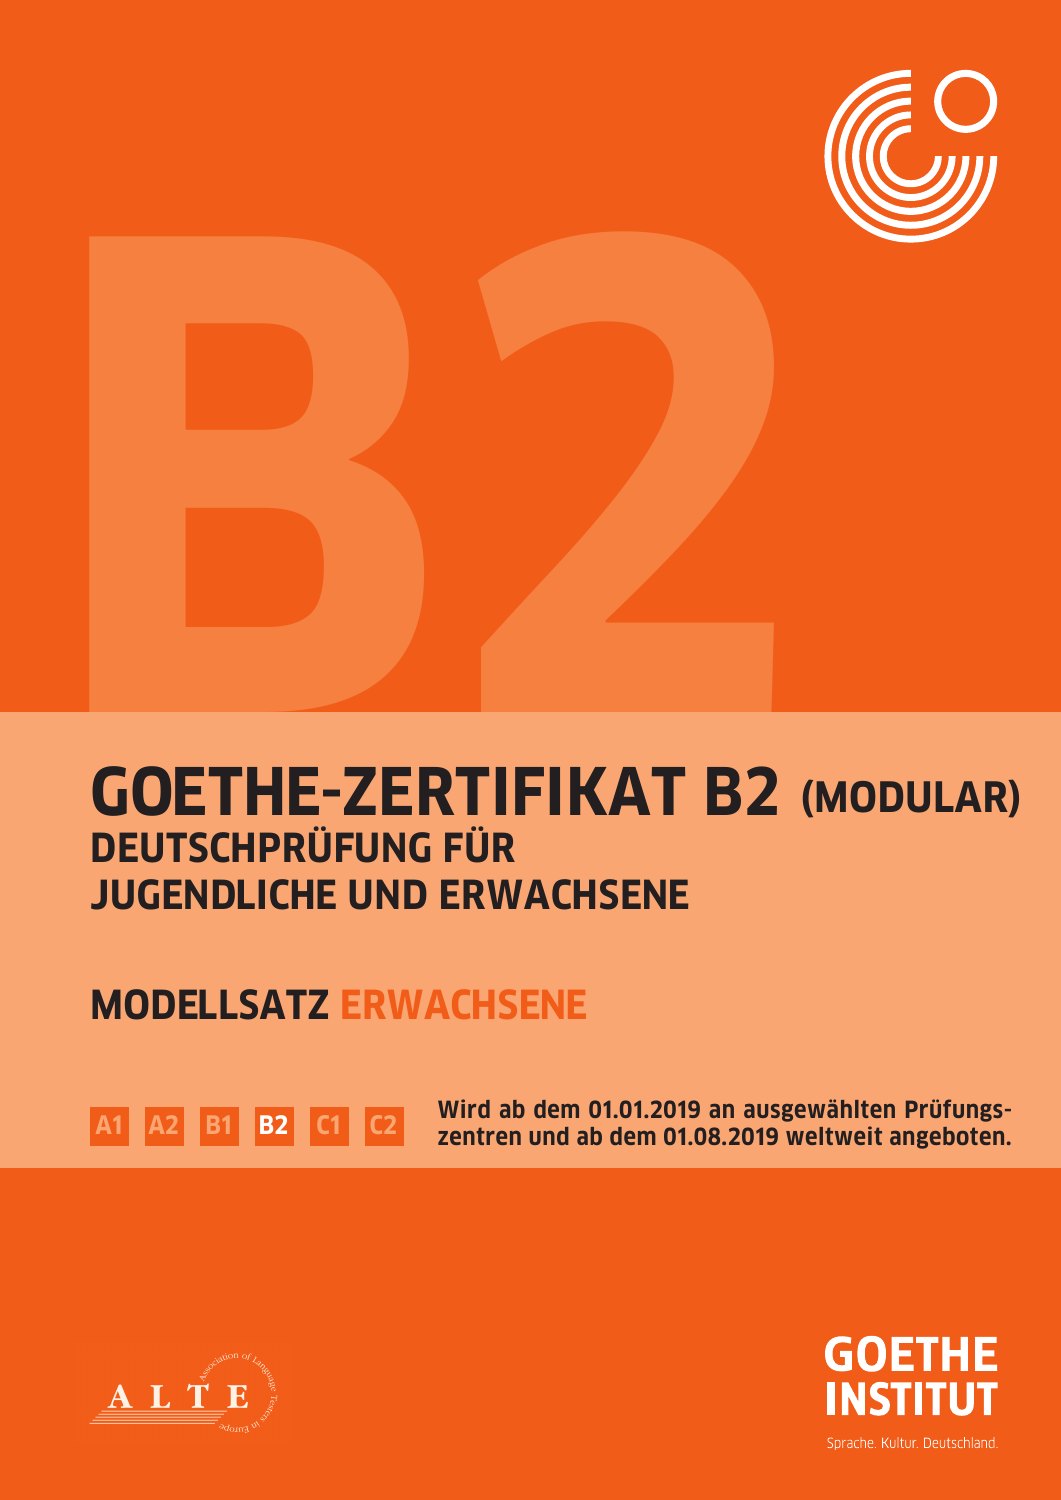 B2
GOETHE-ZERTIFIKAT B2 (MODULAR)
DEUTSCHPRÜFUNG FÜR
JUGENDLICHE UND ERWACHSENE
MODELLSATZ ERWACHSENE
A1 A2 B1 B2 C1 C2
Wird ab dem 01.01.2019 an ausgewählten Prüfungs-
zentren und ab dem 01.08.2019 weltweit angeboten.
ALTE
Association of Language Testers in Europe
GOETHE
INSTITUT
Sprache. Kultur. Deutschland.